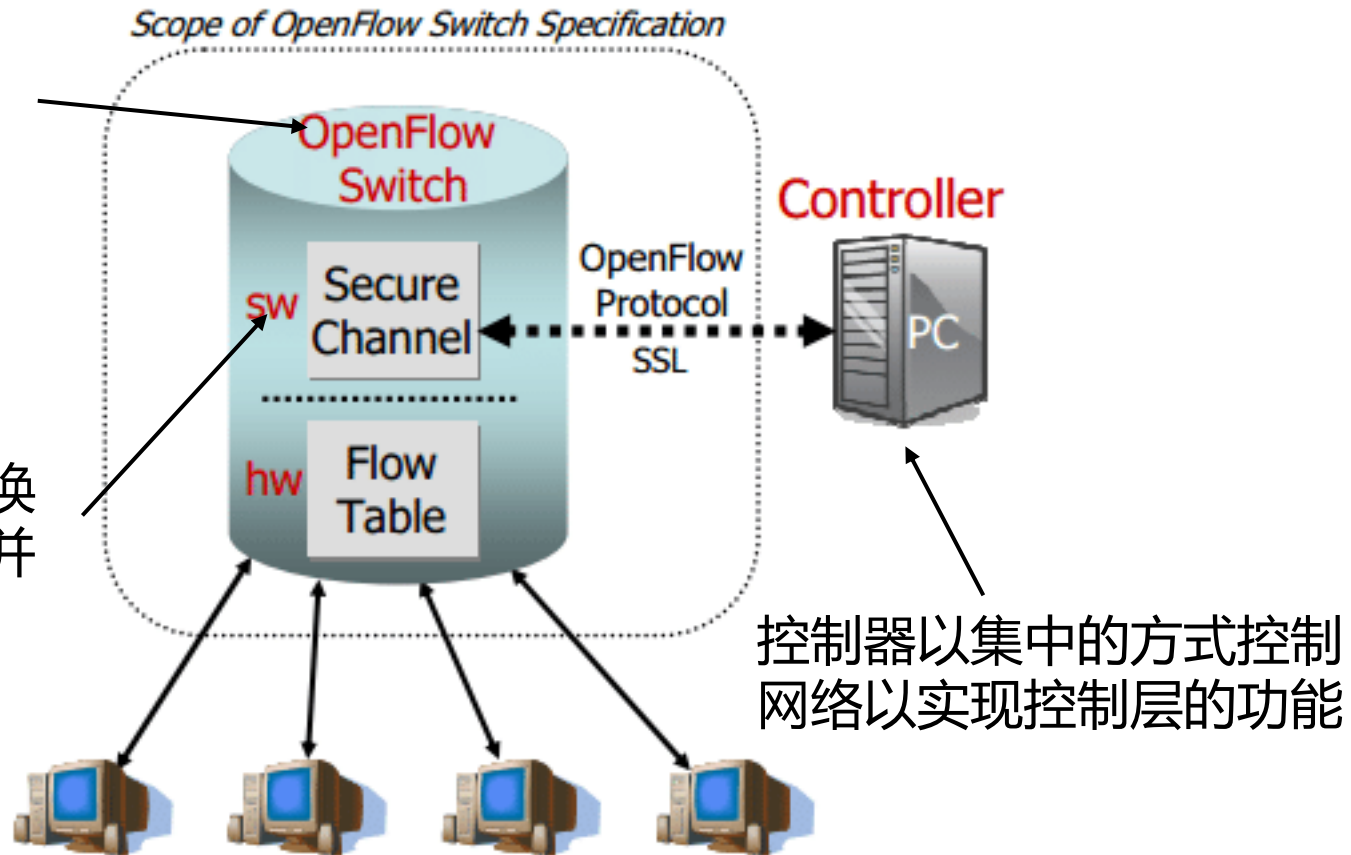 Scope of OpenFlow Switch Specification
OpenFlow
Switch
Controller
sw
Secure
Channel
OpenFlow
Protocol
SSL
PC
hw
Flow
Table
换
并
控制器以集中的方式控制
网络以实现控制层的功能